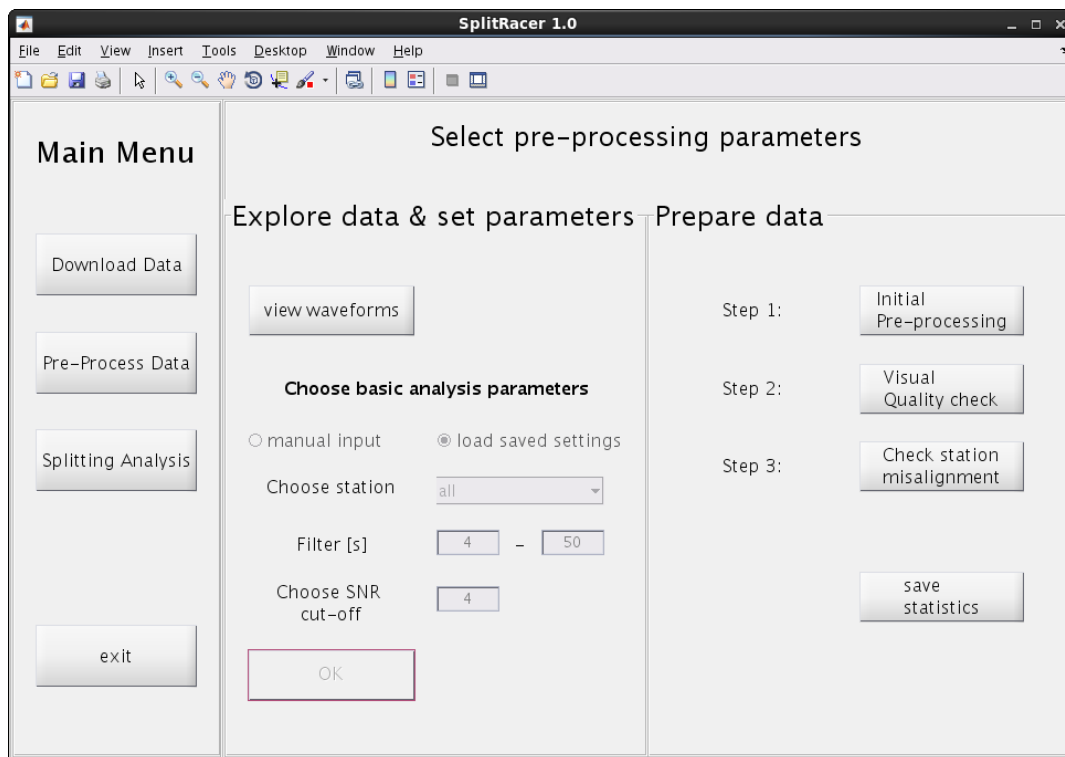 SplitRacer 1.0
File Edit View Insert Tools Desktop Window Help
Main Menu
Download Data
Pre-Process Data
Splitting Analysis
exit
Select pre-processing parameters
Explore data & set parameters
view waveforms
Choose basic analysis parameters
manual input load saved settings
Choose station all
Filter [s] 4 - 50
Choose SNR
cut-off 4
OK
Prepare data
Step 1: Initial
Pre-processing
Step 2: Visual
Quality check
Step 3: Check station
misalignment
save
statistics